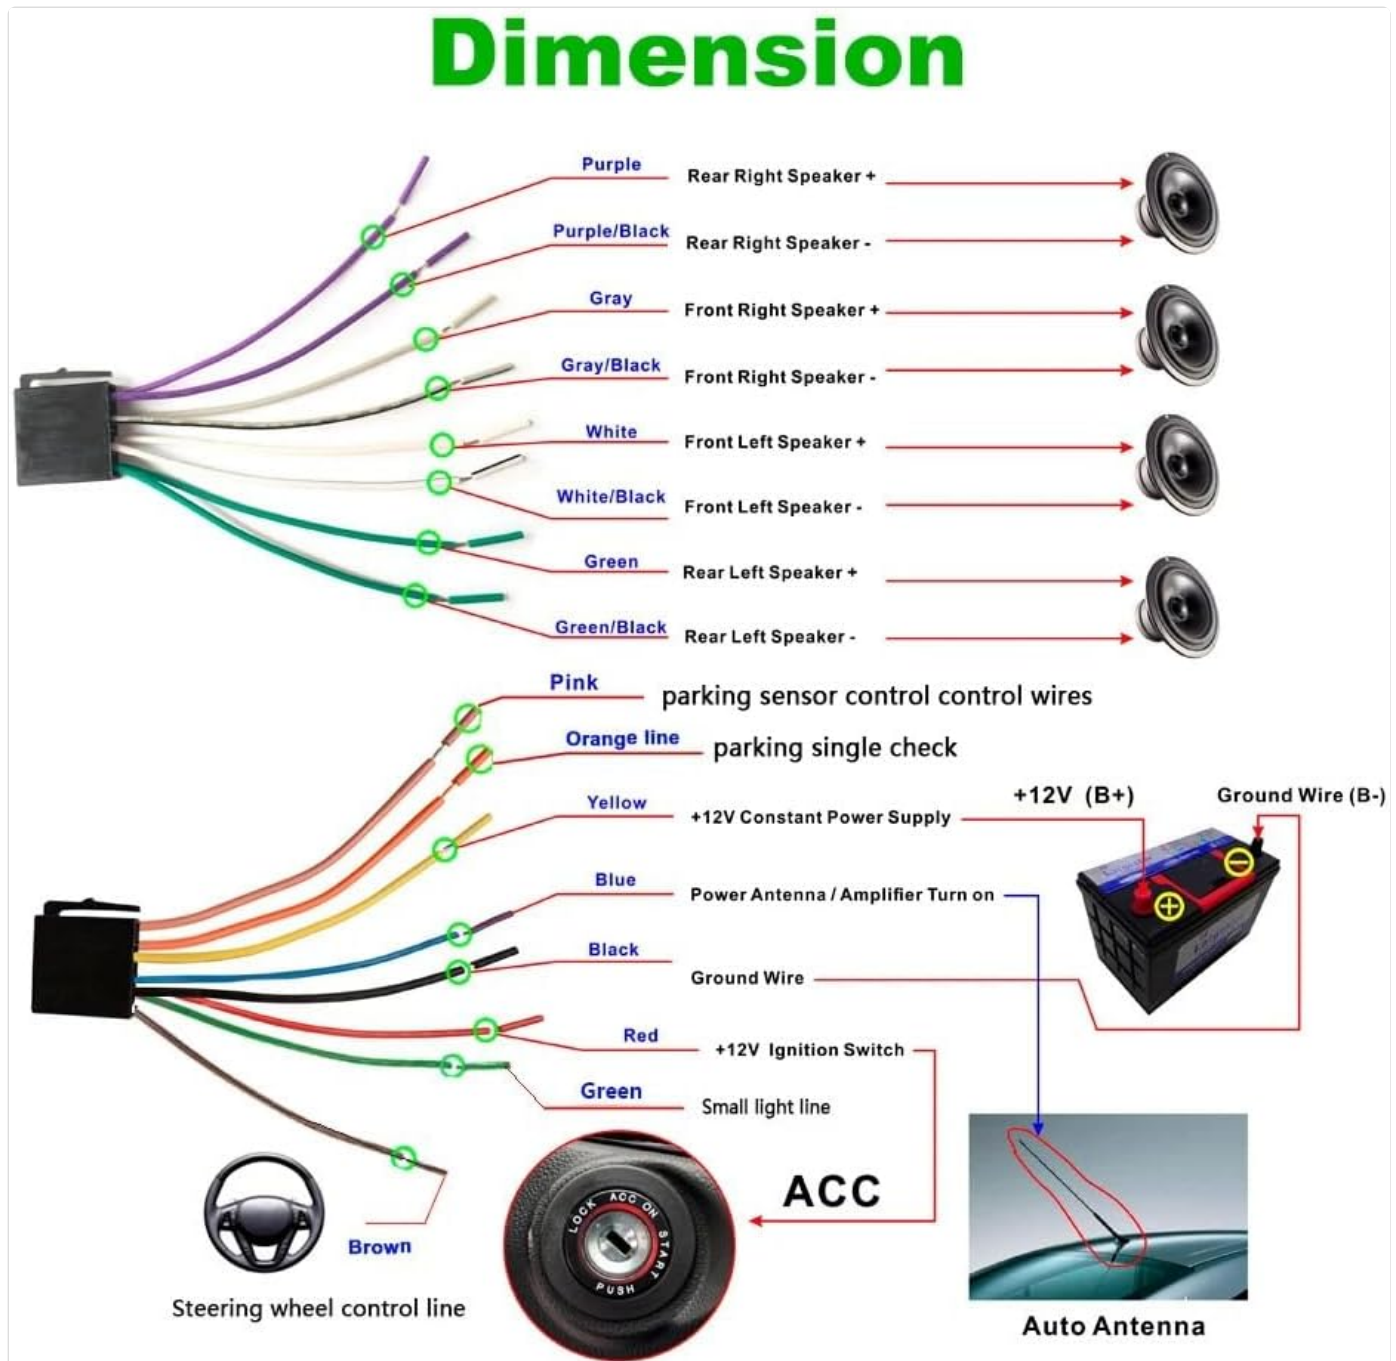 Dimension
Purple
Rear Right Speaker +
Purple/Black
Rear Right Speaker -
Gray
Front Right Speaker +
Gray/Black
Front Right Speaker -
White
Front Left Speaker +
White/Black
Front Left Speaker -
Green
Rear Left Speaker +
Green/Black
Rear Left Speaker -
Pink
parking sensor control control wires
Orange line
parking single check
Yellow
+12V Constant Power Supply
+12V (B+)
Ground Wire (B-)
Blue
Power Antenna / Amplifier Turn on
Black
Ground Wire
Red
+12V Ignition Switch
Green
Small light line
ACC
LOCK ACC ON START
PUSH
Brown
Steering wheel control line
Auto Antenna